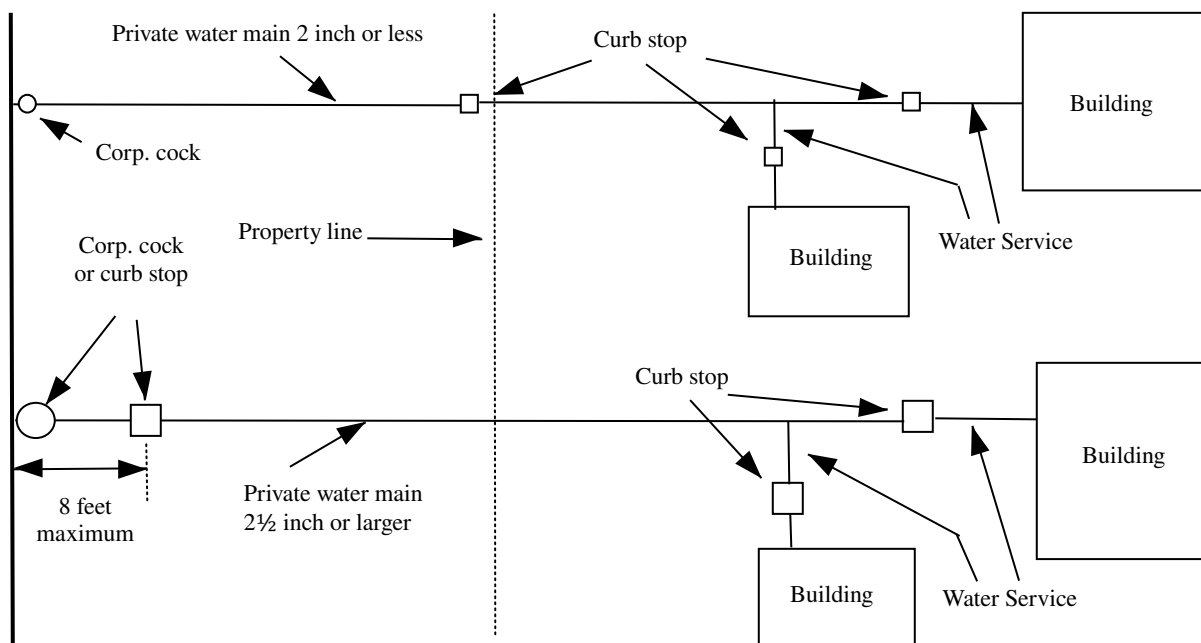 Private water main 2 inch or less
Curb stop
Building
Corp. cock
Property line
Water Service
Corp. cock
or curb stop
Building
Curb stop
Building
8 feet
maximum
Private water main
2½ inch or larger
Building
Water Service